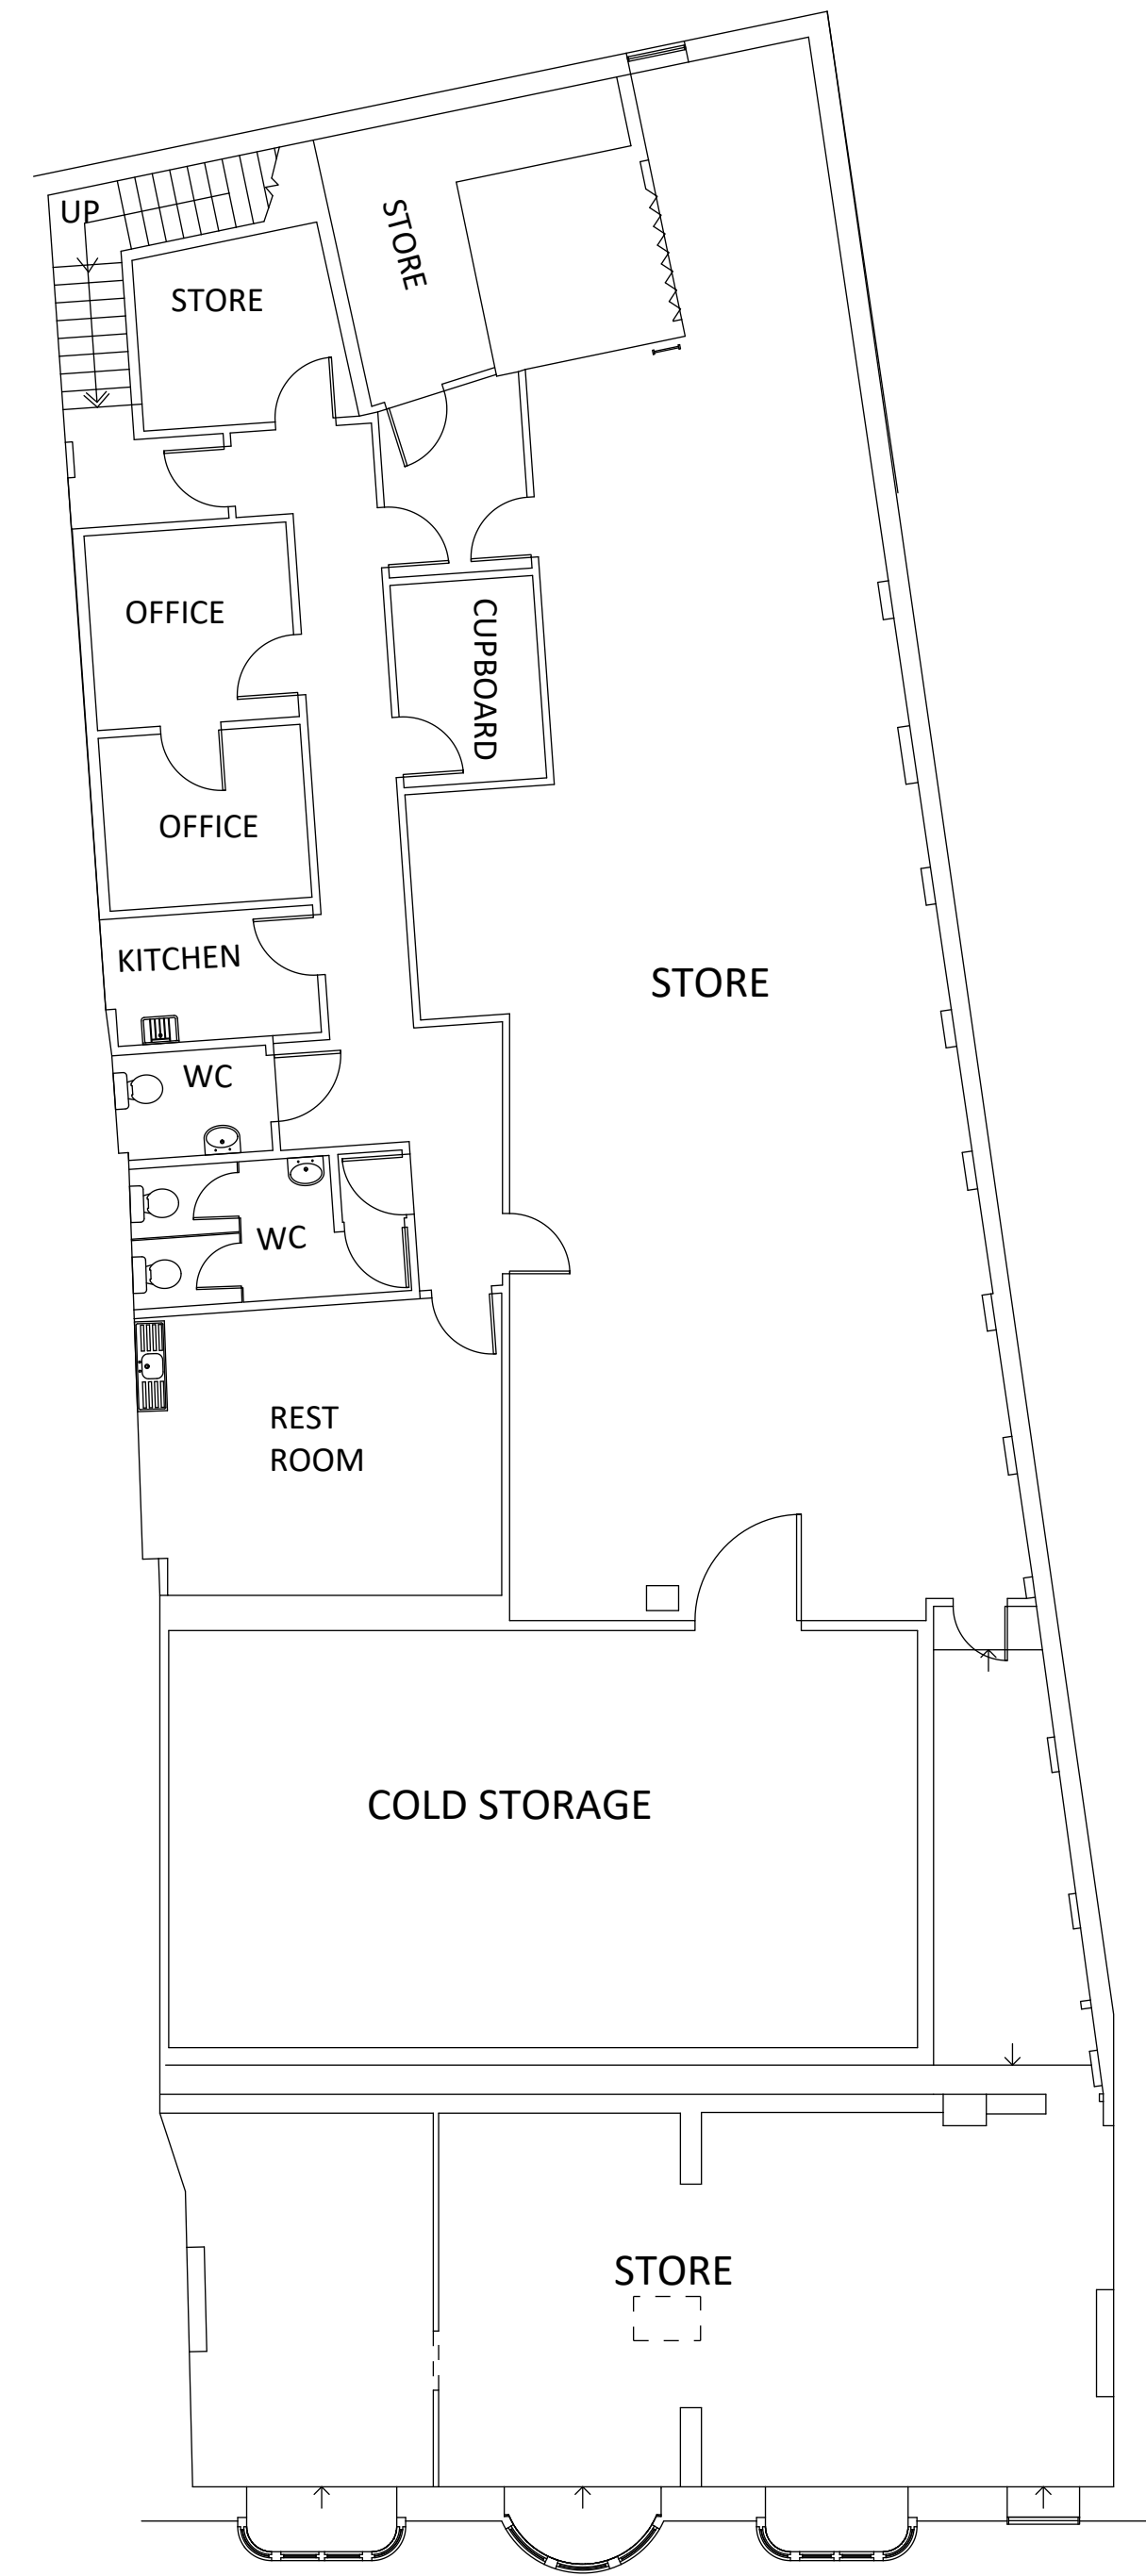 UP
STORE
STORE
OFFICE
CUPBOARD
OFFICE
KITCHEN
STORE
WC
WC
REST
ROOM
COLD STORAGE
STORE